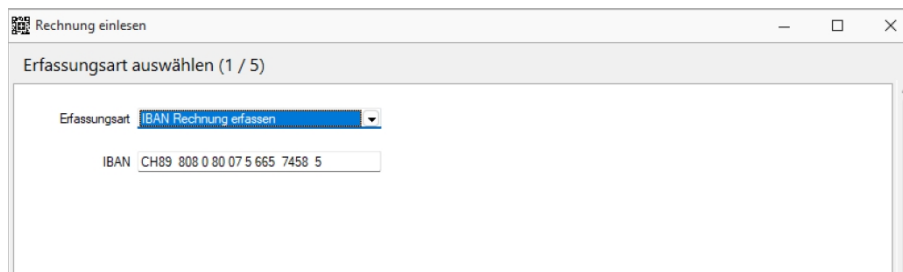 Rechnung einlesen
Erfassungsart auswählen (1 / 5)
Erfassungsart IBAN Rechnung erfassen
IBAN CH89 808 0 80 07 5 665 7458 5